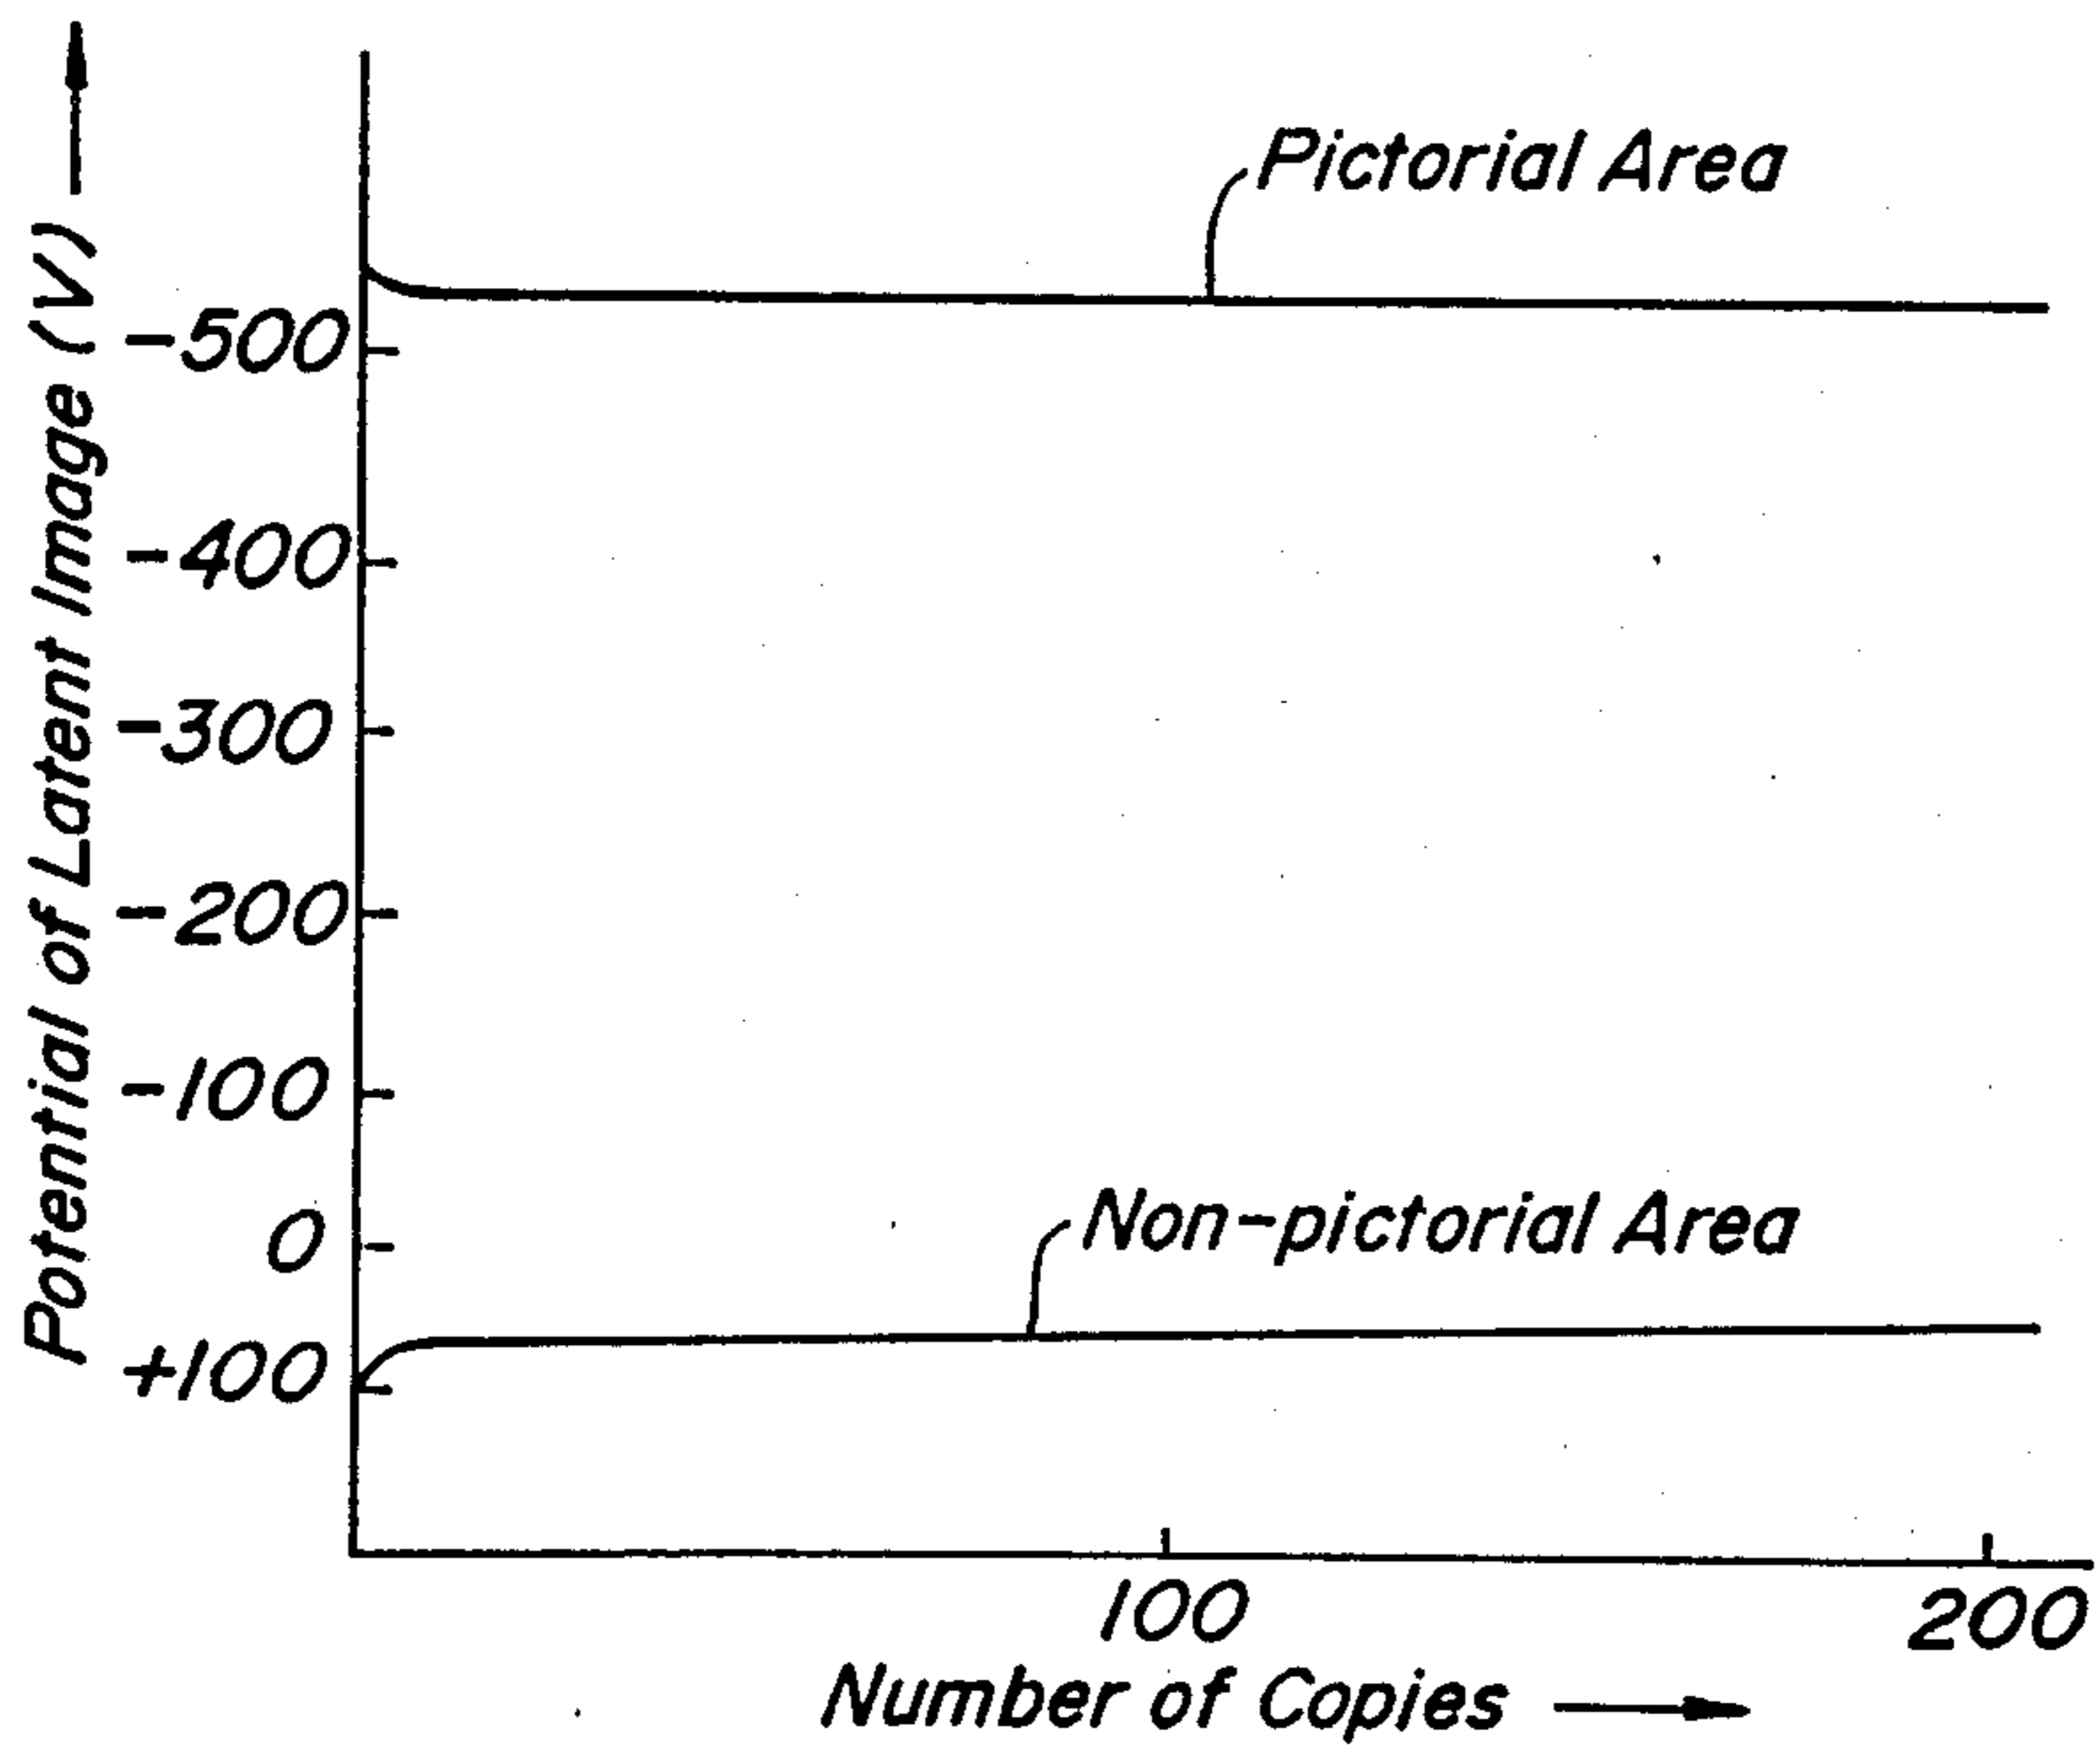 Potential of Latent Image (V)
Pictorial Area
-500
-400
-300
-200
-100
0
Non-pictorial Area
+100
100
200
Number of Copies